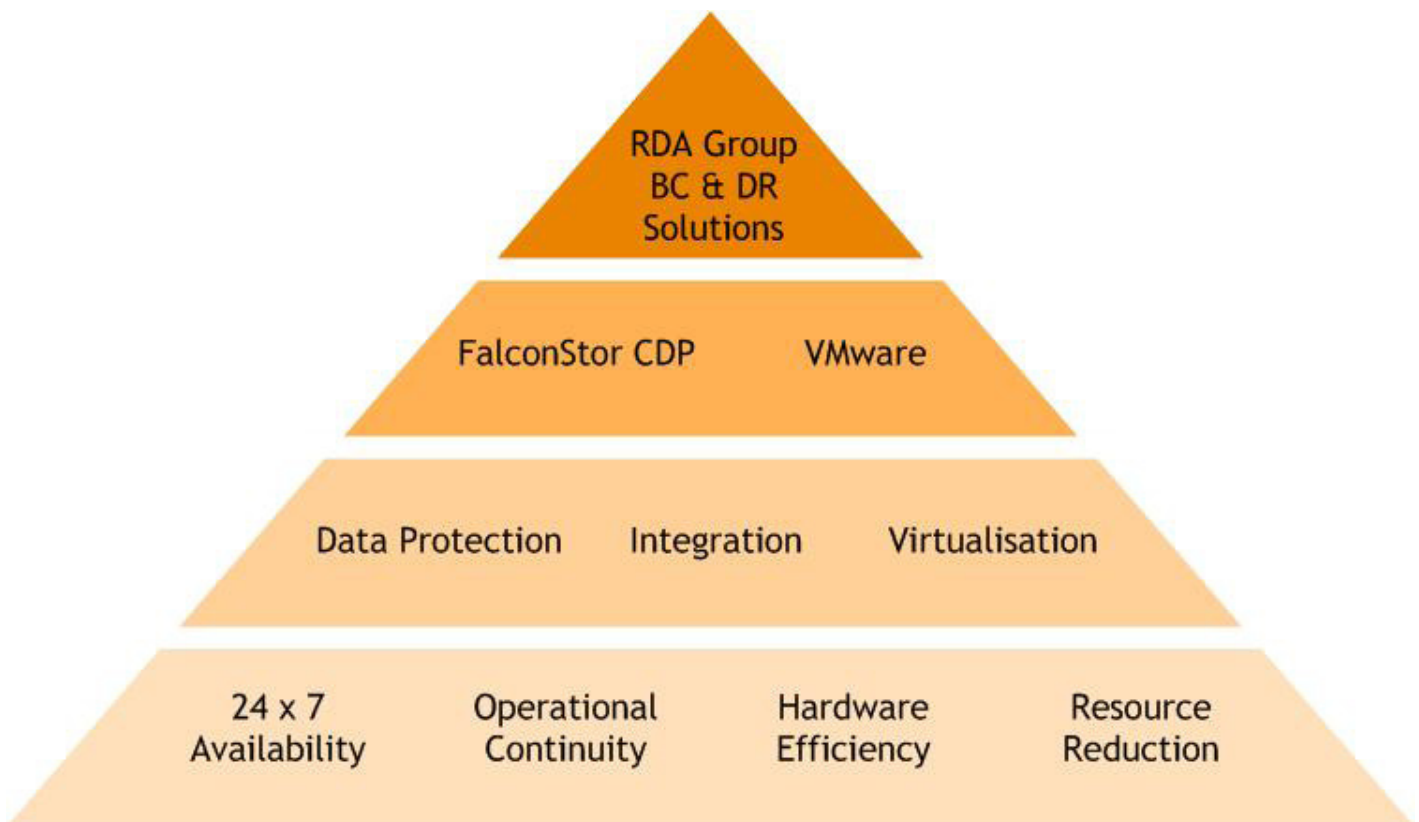 RDA Group
BC & DR
Solutions
FalconStor CDP VMware
Data Protection Integration Virtualisation
24 x 7
Availability
Operational
Continuity
Hardware
Efficiency
Resource
Reduction